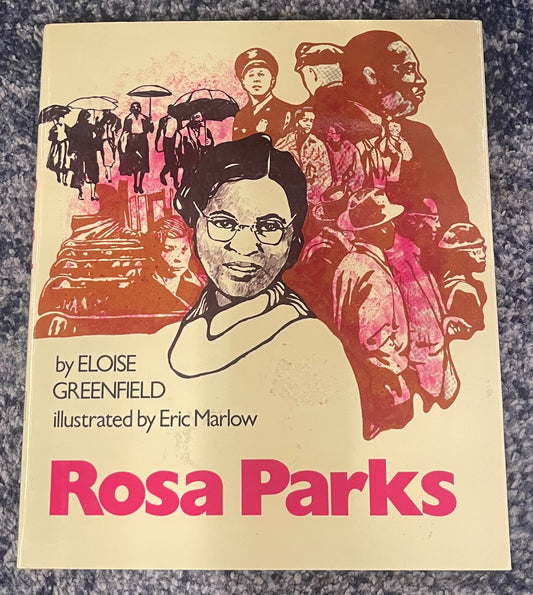 by ELOISE
GREENFIELD
illustrated by Eric Marlow
Rosa Parks